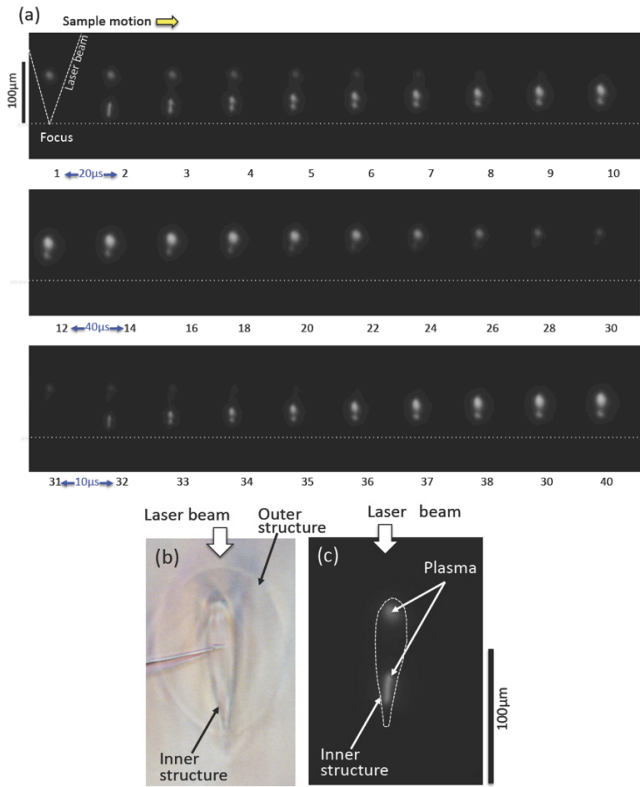 (a)
Sample motion
Laser beam
100μm
Focus
1 20μs 2 3 4 5 6 7 8 9 10
12 40μs 14 16 18 20 22 24 26 28 30
31 10μs 32 33 34 35 36 37 38 30 40
Laser beam
Outer
structure
(b)
Inner
structure
Laser beam
(c)
Plasma
Inner
structure
100μm